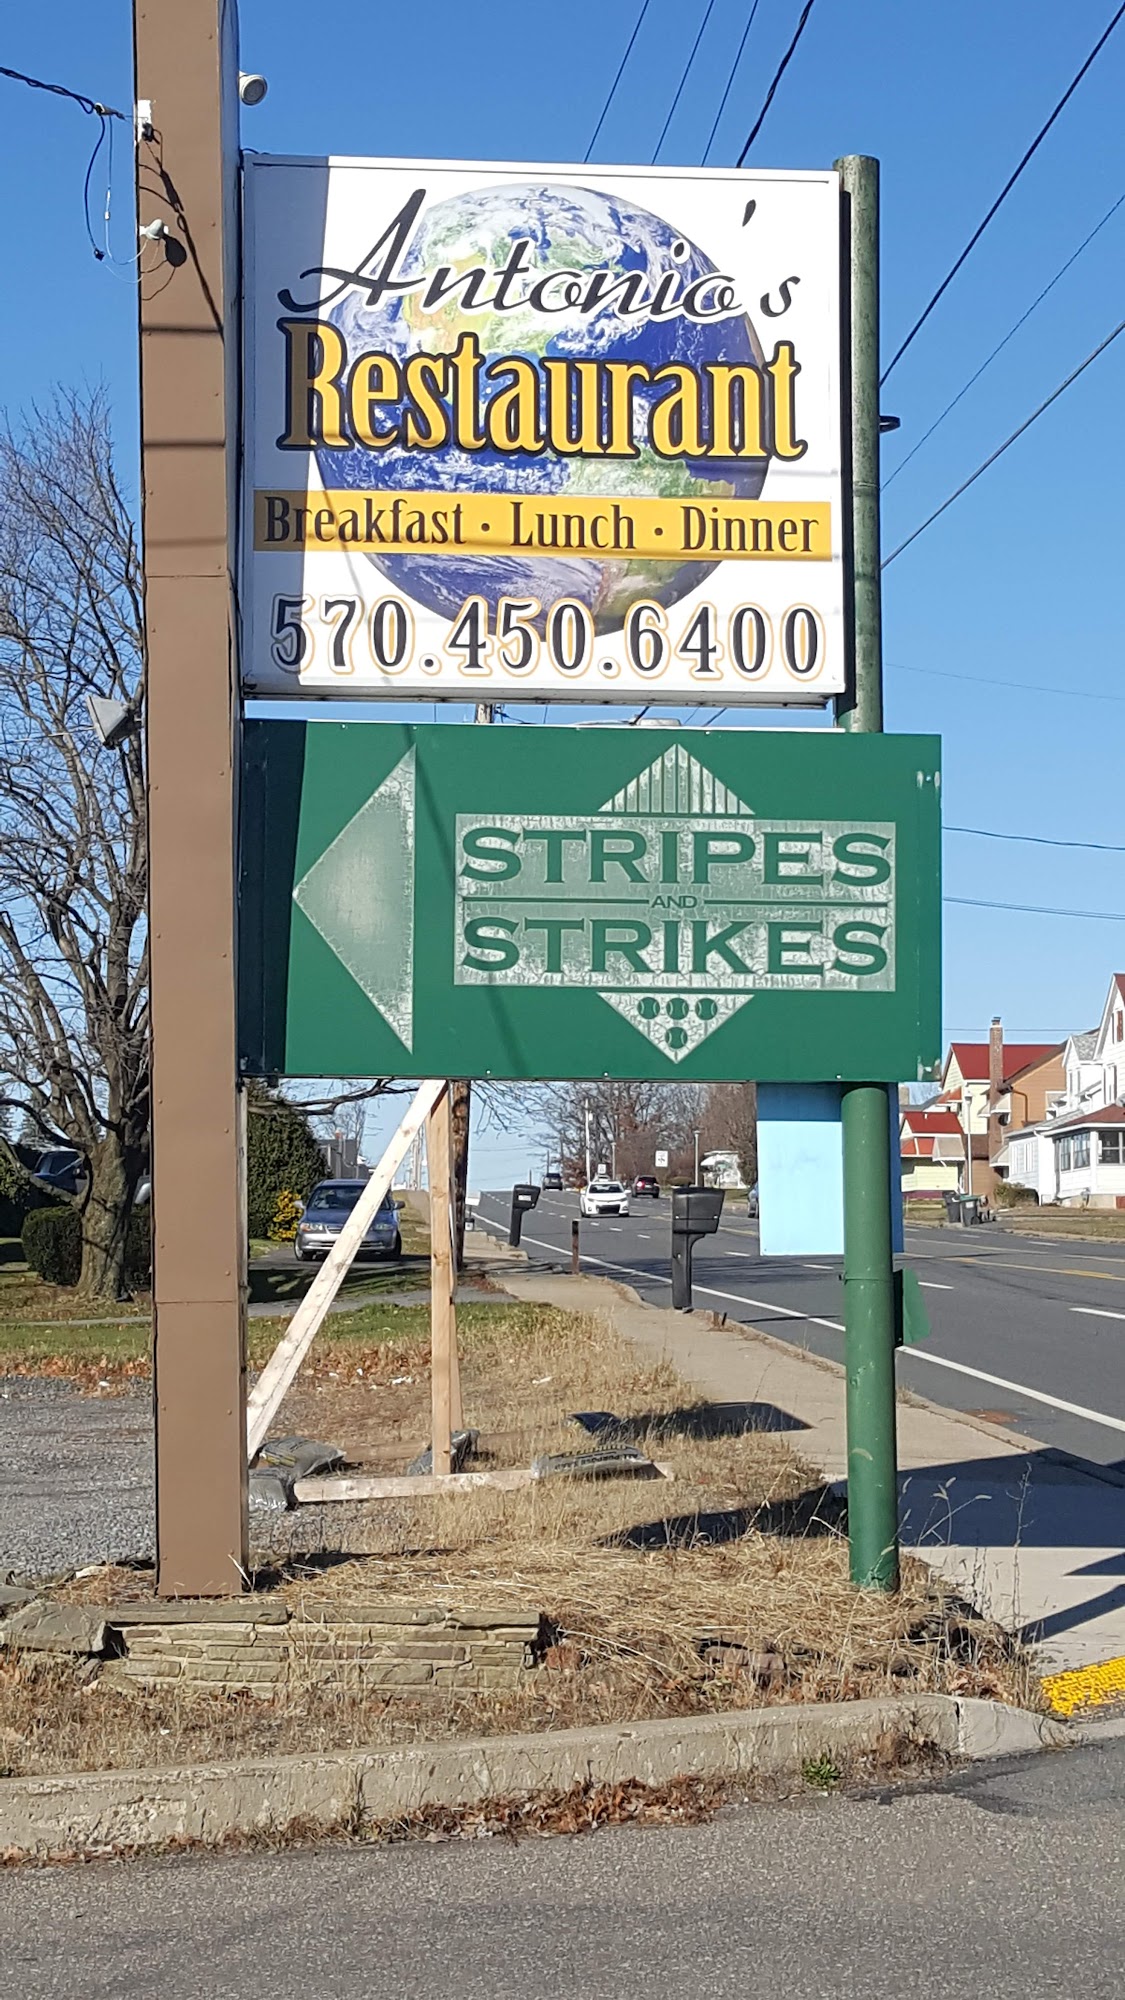 Antonio's
Restaurant
Breakfast · Lunch · Dinner
570.450.6400
STRIPES
AND
STRIKES